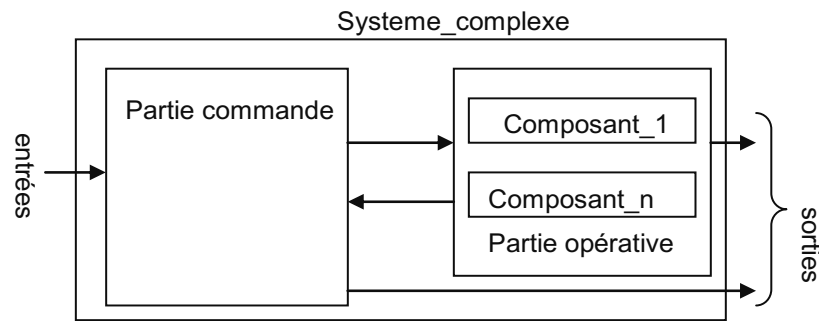 Systeme_complexe
Partie commande
Composant_1
Composant_n
Partie opérative
entrées
sorties